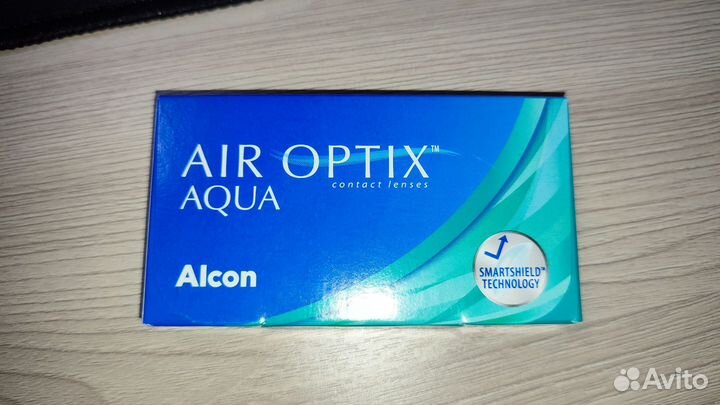 AIR OPTIX™
contact lenses
AQUA
Alcon
SMARTSHIELD™
TECHNOLOGY
Avito